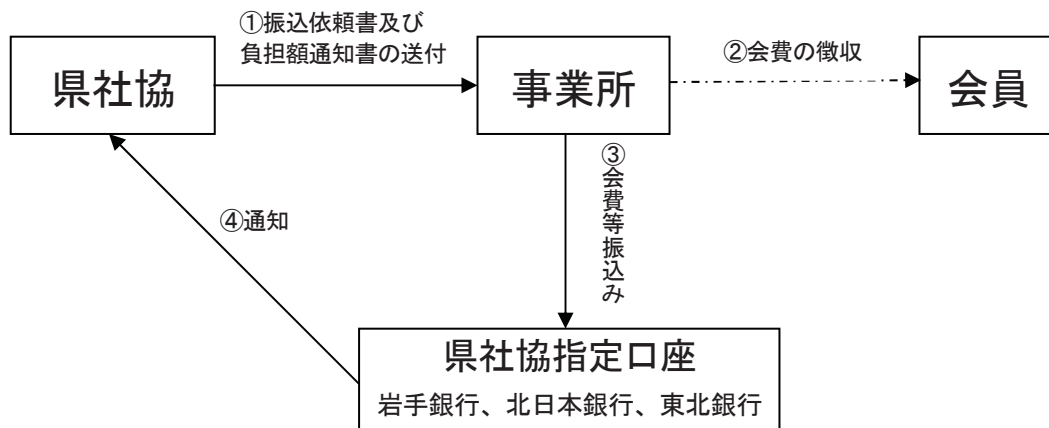 ①振込依頼書及び
負担額通知書の送付
②会費の徴収
県社協
事業所
会員
③会費等振込み
④通知
県社協指定口座
岩手銀行、北日本銀行、東北銀行